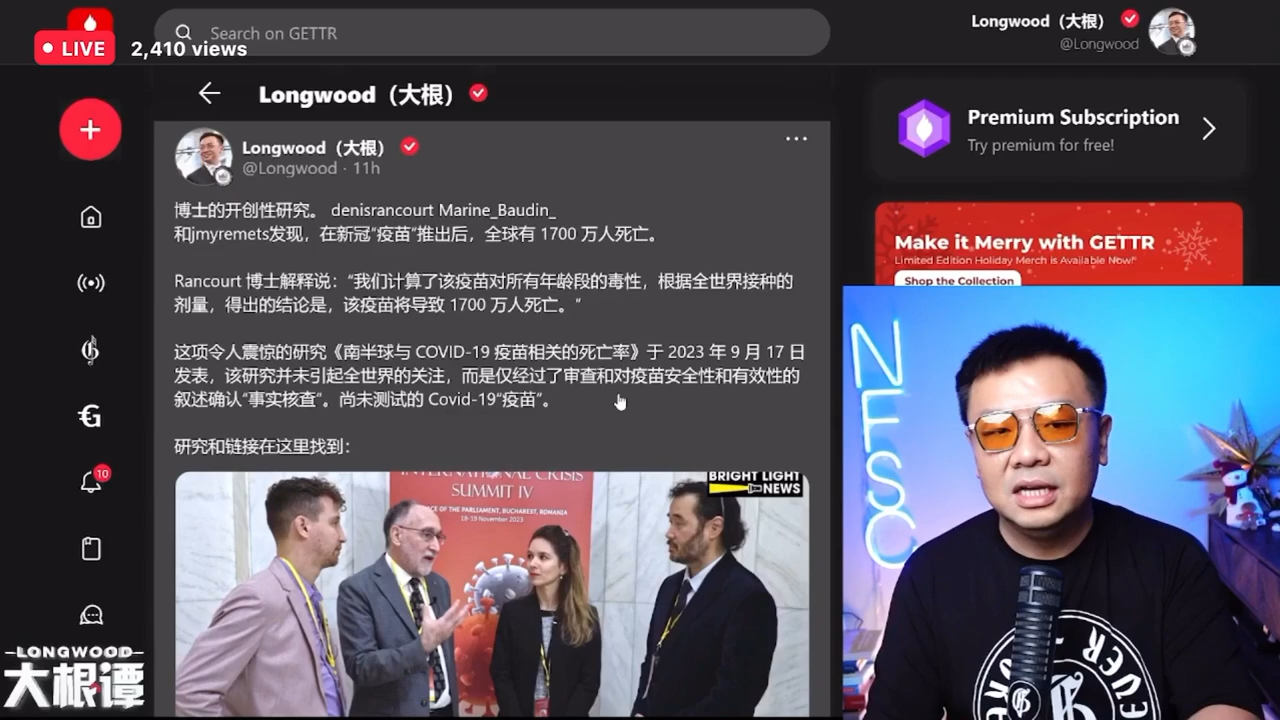 Search on GETTR
LIVE
2,410 views
Longwood（大根）
@Longwood
Longwood（大根）
Longwood（大根）
@Longwood · 11h
博士的开创性研究。 denisrancourt Marine_Baudin_
和jmyremets发现，在新冠“疫苗”推出后，全球有 1700 万人死亡。
Rancourt 博士解释说：“我们计算了该疫苗对所有年龄段的毒性，根据全世界接种的
剂量，得出的结论是，该疫苗将导致 1700 万人死亡。“
这项令人震惊的研究《南半球与 COVID-19 疫苗相关的死亡率》于 2023 年 9 月 17 日
发表，该研究并未引起全世界的关注，而是仅经过了审查和对疫苗安全性和有效性的
叙述确认“事实核查”。尚未测试的 Covid-19“疫苗”。
研究和链接在这里找到：
INTERNATIONAL CRISIS
SUMMIT IV
CE OF THE PARLIAMENT, BUCHAREST, ROMANIA
18-19 November 2023
BRIGHT LIGHT
NEWS
Premium Subscription
Try premium for free!
Make it Merry with GETTR
Limited Edition Holiday Merch is Available Now!
Shop the Collection
10
NFSC
LONGWOOD
大根谭